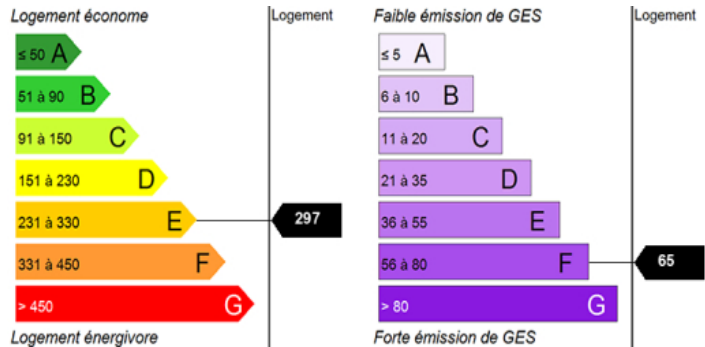 Logement économe
Logement
≤ 50 A
51 à 90 B
91 à 150 C
151 à 230 D
231 à 330 E
297
331 à 450 F
> 450 G
Logement énergivore
Faible émission de GES
Logement
≤ 5 A
6 à 10 B
11 à 20 C
21 à 35 D
36 à 55 E
56 à 80 F
65
> 80 G
Forte émission de GES